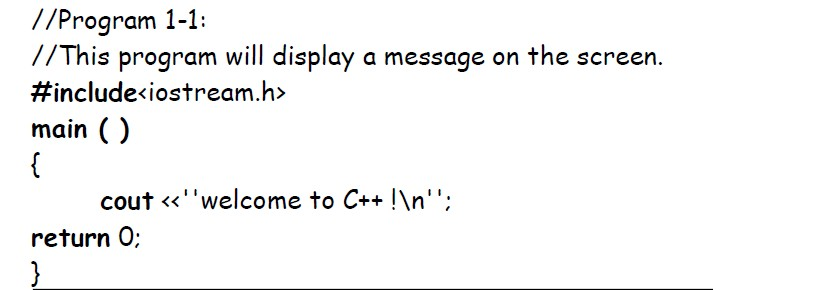 //Program 1-1:
//This program will display a message on the screen.
#include<iostream.h>
main ( )
{
cout <<''welcome to C++ !\n'';
return 0;
}